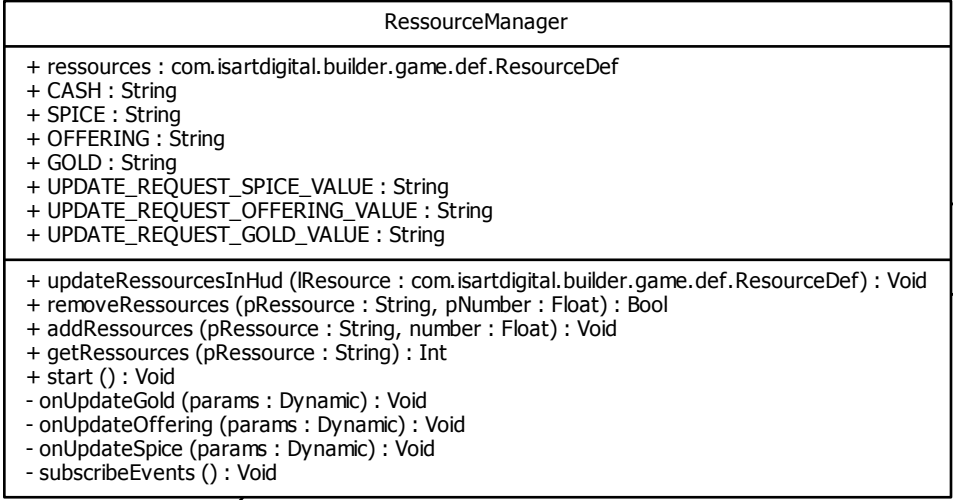 RessourceManager
+ ressources : com.isartdigital.builder.game.def.ResourceDef
+ CASH : String
+ SPICE : String
+ OFFERING : String
+ GOLD : String
+ UPDATE_REQUEST_SPICE_VALUE : String
+ UPDATE_REQUEST_OFFERING_VALUE : String
+ UPDATE_REQUEST_GOLD_VALUE : String
+ updateRessourcesInHud (lResource : com.isartdigital.builder.game.def.ResourceDef) : Void
+ removeRessources (pRessource : String, pNumber : Float) : Bool
+ addRessources (pRessource : String, number : Float) : Void
+ getRessources (pRessource : String) : Int
+ start () : Void
- onUpdateGold (params : Dynamic) : Void
- onUpdateOffering (params : Dynamic) : Void
- onUpdateSpice (params : Dynamic) : Void
- subscribeEvents () : Void